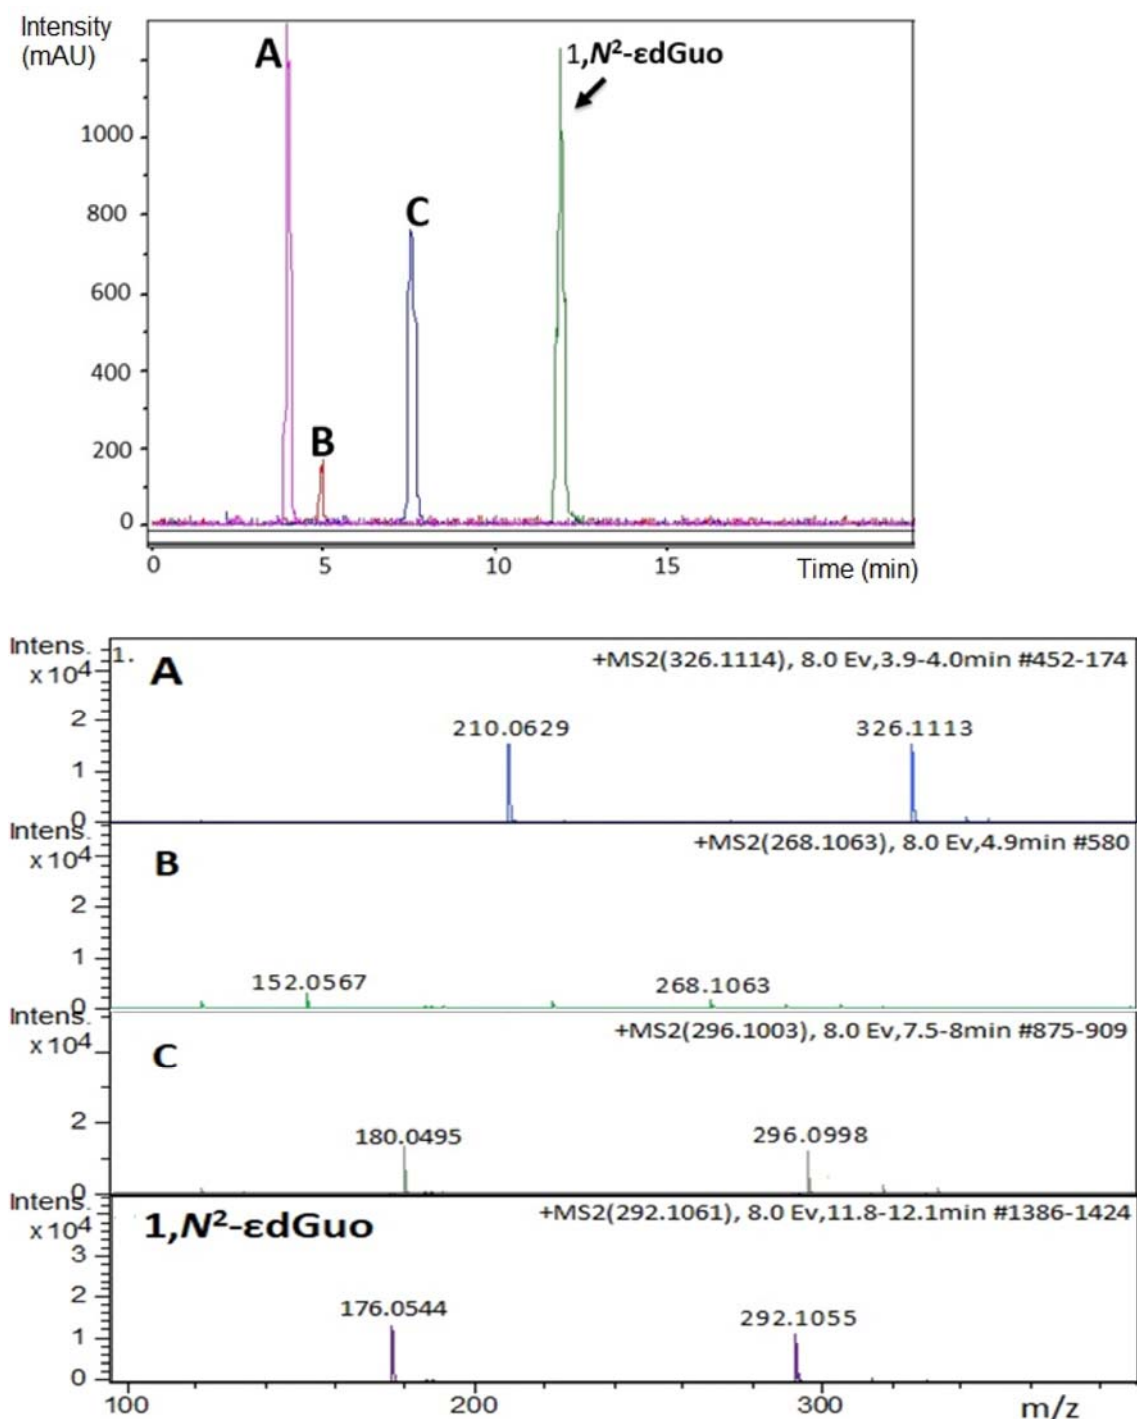 Intensity
(mAU)
A
1,N²-εdGuo
1000
C
800
600
400
B
200
0
0 5 10 15 Time (min)
Intens.
x10⁴
1.
A
+MS2(326.1114), 8.0 Ev,3.9-4.0min #452-174
2
210.0629 326.1113
1
0
Intens.
x10⁴
B
+MS2(268.1063), 8.0 Ev,4.9min #580
2
1
152.0567 268.1063
0
Intens.
x10⁴
C
+MS2(296.1003), 8.0 Ev,7.5-8min #875-909
2
180.0495 296.0998
0
Intens.
x10⁴
1,N²-εdGuo
+MS2(292.1061), 8.0 Ev,11.8-12.1min #1386-1424
3
2
176.0544 292.1055
1
0
100 200 300 m/z